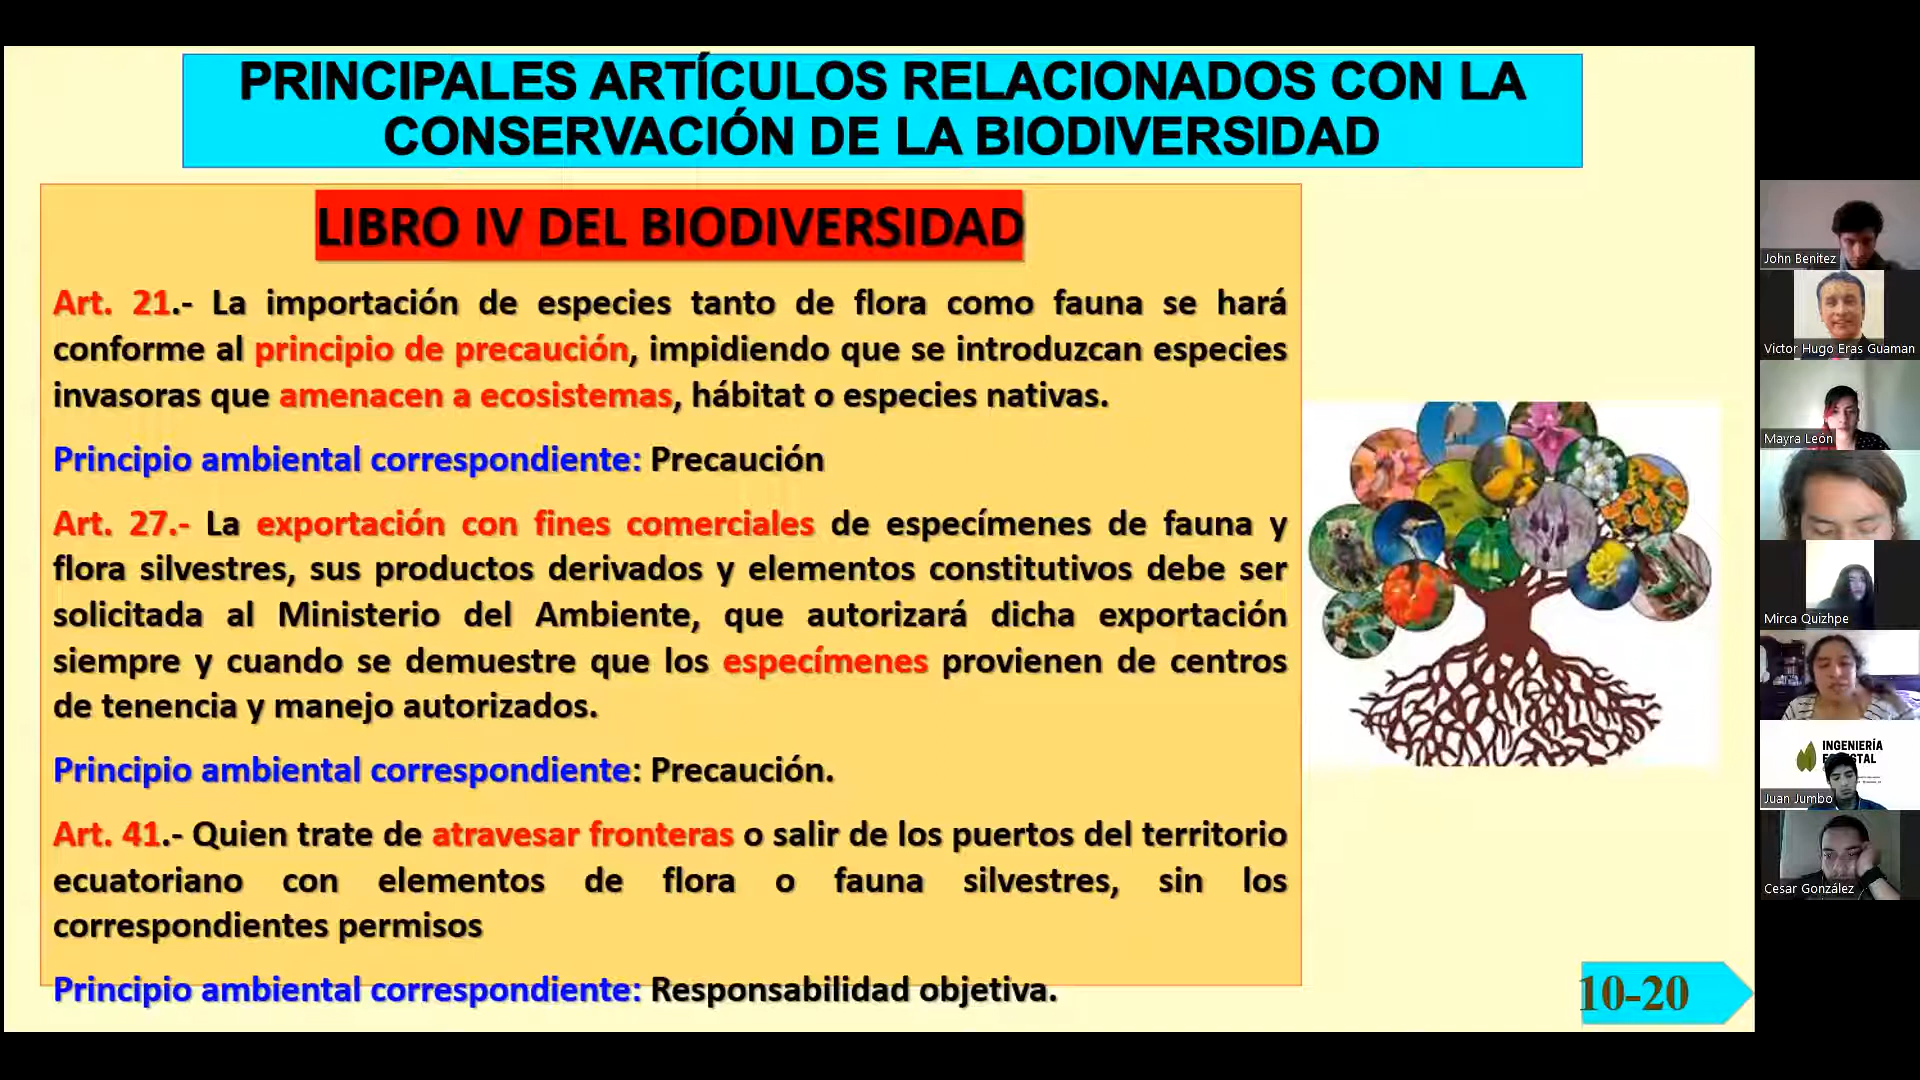 PRINCIPALES ARTÍCULOS RELACIONADOS CON LA
CONSERVACIÓN DE LA BIODIVERSIDAD
LIBRO IV DEL BIODIVERSIDAD
Art. 21.- La importación de especies tanto de flora como fauna se hará
conforme al principio de precaución, impidiendo que se introduzcan especies
invasoras que amenacen a ecosistemas, hábitat o especies nativas.
Principio ambiental correspondiente: Precaución
Art. 27.- La exportación con fines comerciales de especímenes de fauna y
flora silvestres, sus productos derivados y elementos constitutivos debe ser
solicitada al Ministerio del Ambiente, que autorizará dicha exportación
siempre y cuando se demuestre que los especímenes provienen de centros
de tenencia y manejo autorizados.
Principio ambiental correspondiente: Precaución.
Art. 41.- Quien trate de atravesar fronteras o salir de los puertos del territorio
ecuatoriano con elementos de flora o fauna silvestres, sin los
correspondientes permisos
Principio ambiental correspondiente: Responsabilidad objetiva.
10-20
John Benitez
Victor Hugo Eras Guaman
Mayra León
Mirca Quizhpe
INGENIERÍA
Juan Jumbo
Cesar González